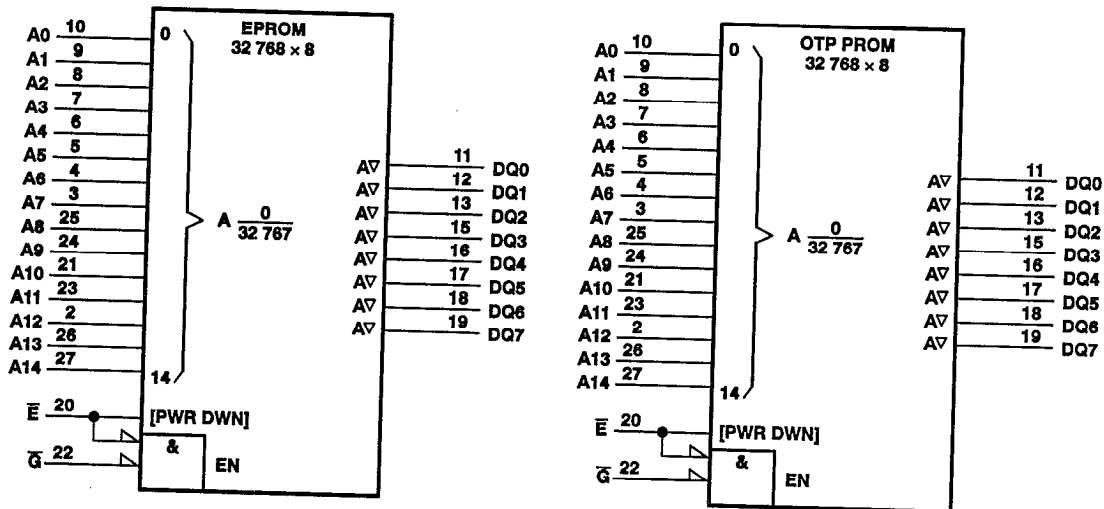 EPROM
32 768 × 8
A0 10
A1 9
A2 8
A3 7
A4 6
A5 5
A6 4
A7 3
A8 25
A9 24
A10 21
A11 23
A12 2
A13 26
A14 27
0
14
A 0
32 767
A▽ 11 DQ0
A▽ 12 DQ1
A▽ 13 DQ2
A▽ 15 DQ3
A▽ 16 DQ4
A▽ 17 DQ5
A▽ 18 DQ6
A▽ 19 DQ7
E̅ 20 [PWR DWN]
&
G̅ 22 EN
OTP PROM
32 768 × 8
A0 10
A1 9
A2 8
A3 7
A4 6
A5 5
A6 4
A7 3
A8 25
A9 24
A10 21
A11 23
A12 2
A13 26
A14 27
0
14
A 0
32 767
A▽ 11 DQ0
A▽ 12 DQ1
A▽ 13 DQ2
A▽ 15 DQ3
A▽ 16 DQ4
A▽ 17 DQ5
A▽ 18 DQ6
A▽ 19 DQ7
E̅ 20 [PWR DWN]
&
G̅ 22 EN